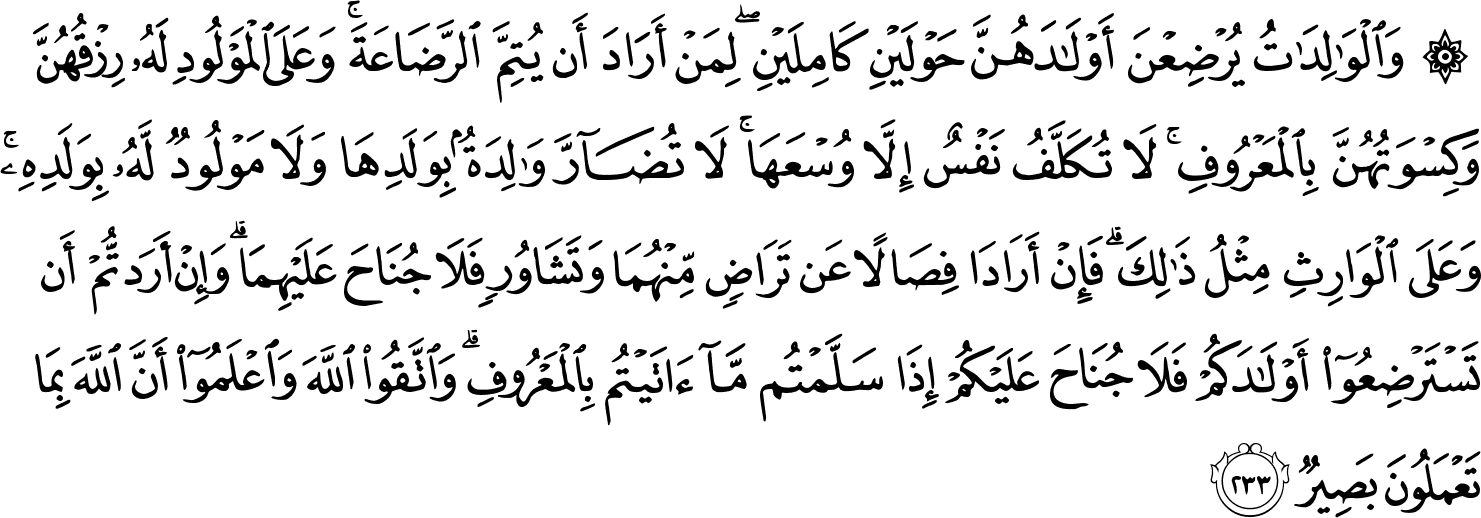 ۞ وَٱلْوَٰلِدَٰتُ يُرْضِعْنَ أَوْلَـٰدَهُنَّ حَوْلَيْنِ كَامِلَيْنِ ۖ لِمَنْ أَرَادَ أَن يُتِمَّ ٱلرَّضَاعَةَ ۚ وَعَلَى ٱلْمَوْلُودِ لَهُۥ رِزْقُهُنَّ
وَكِسْوَتُهُنَّ بِٱلْمَعْرُوفِ ۚ لَا تُكَلَّفُ نَفْسٌ إِلَّا وُسْعَهَا ۚ لَا تُضَآرَّ وَٰلِدَةٌۢ بِوَلَدِهَا وَلَا مَوْلُودٌ لَّهُۥ بِوَلَدِهِۦ ۚ
وَعَلَى ٱلْوَارِثِ مِثْلُ ذَٰلِكَ ۗ فَإِنْ أَرَادَا فِصَالًا عَن تَرَاضٍ مِّنْهُمَا وَتَشَاوُرٍ فَلَا جُنَاحَ عَلَيْهِمَا ۗ وَإِنْ أَرَدتُّمْ أَن
تَسْتَرْضِعُوٓا۟ أَوْلَـٰدَكُمْ فَلَا جُنَاحَ عَلَيْكُمْ إِذَا سَلَّمْتُم مَّآ ءَاتَيْتُم بِٱلْمَعْرُوفِ ۗ وَٱتَّقُوا۟ ٱللَّهَ وَٱعْلَمُوٓا۟ أَنَّ ٱللَّهَ بِمَا
تَعْمَلُونَ بَصِيرٌ ٢٣٣